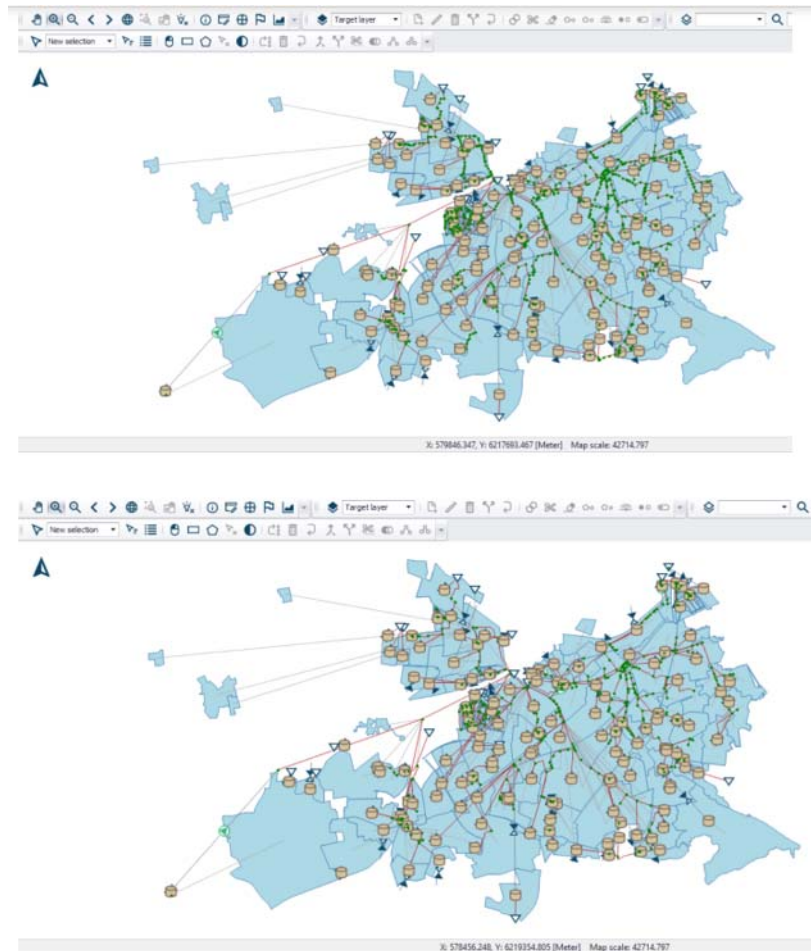 Target layer
New selection
X: 579846.347, Y: 6217693.467 [Meter] Map scale: 42714.797
Target layer
New selection
X: 578456.248, Y: 6219354.805 [Meter] Map scale: 42714.797